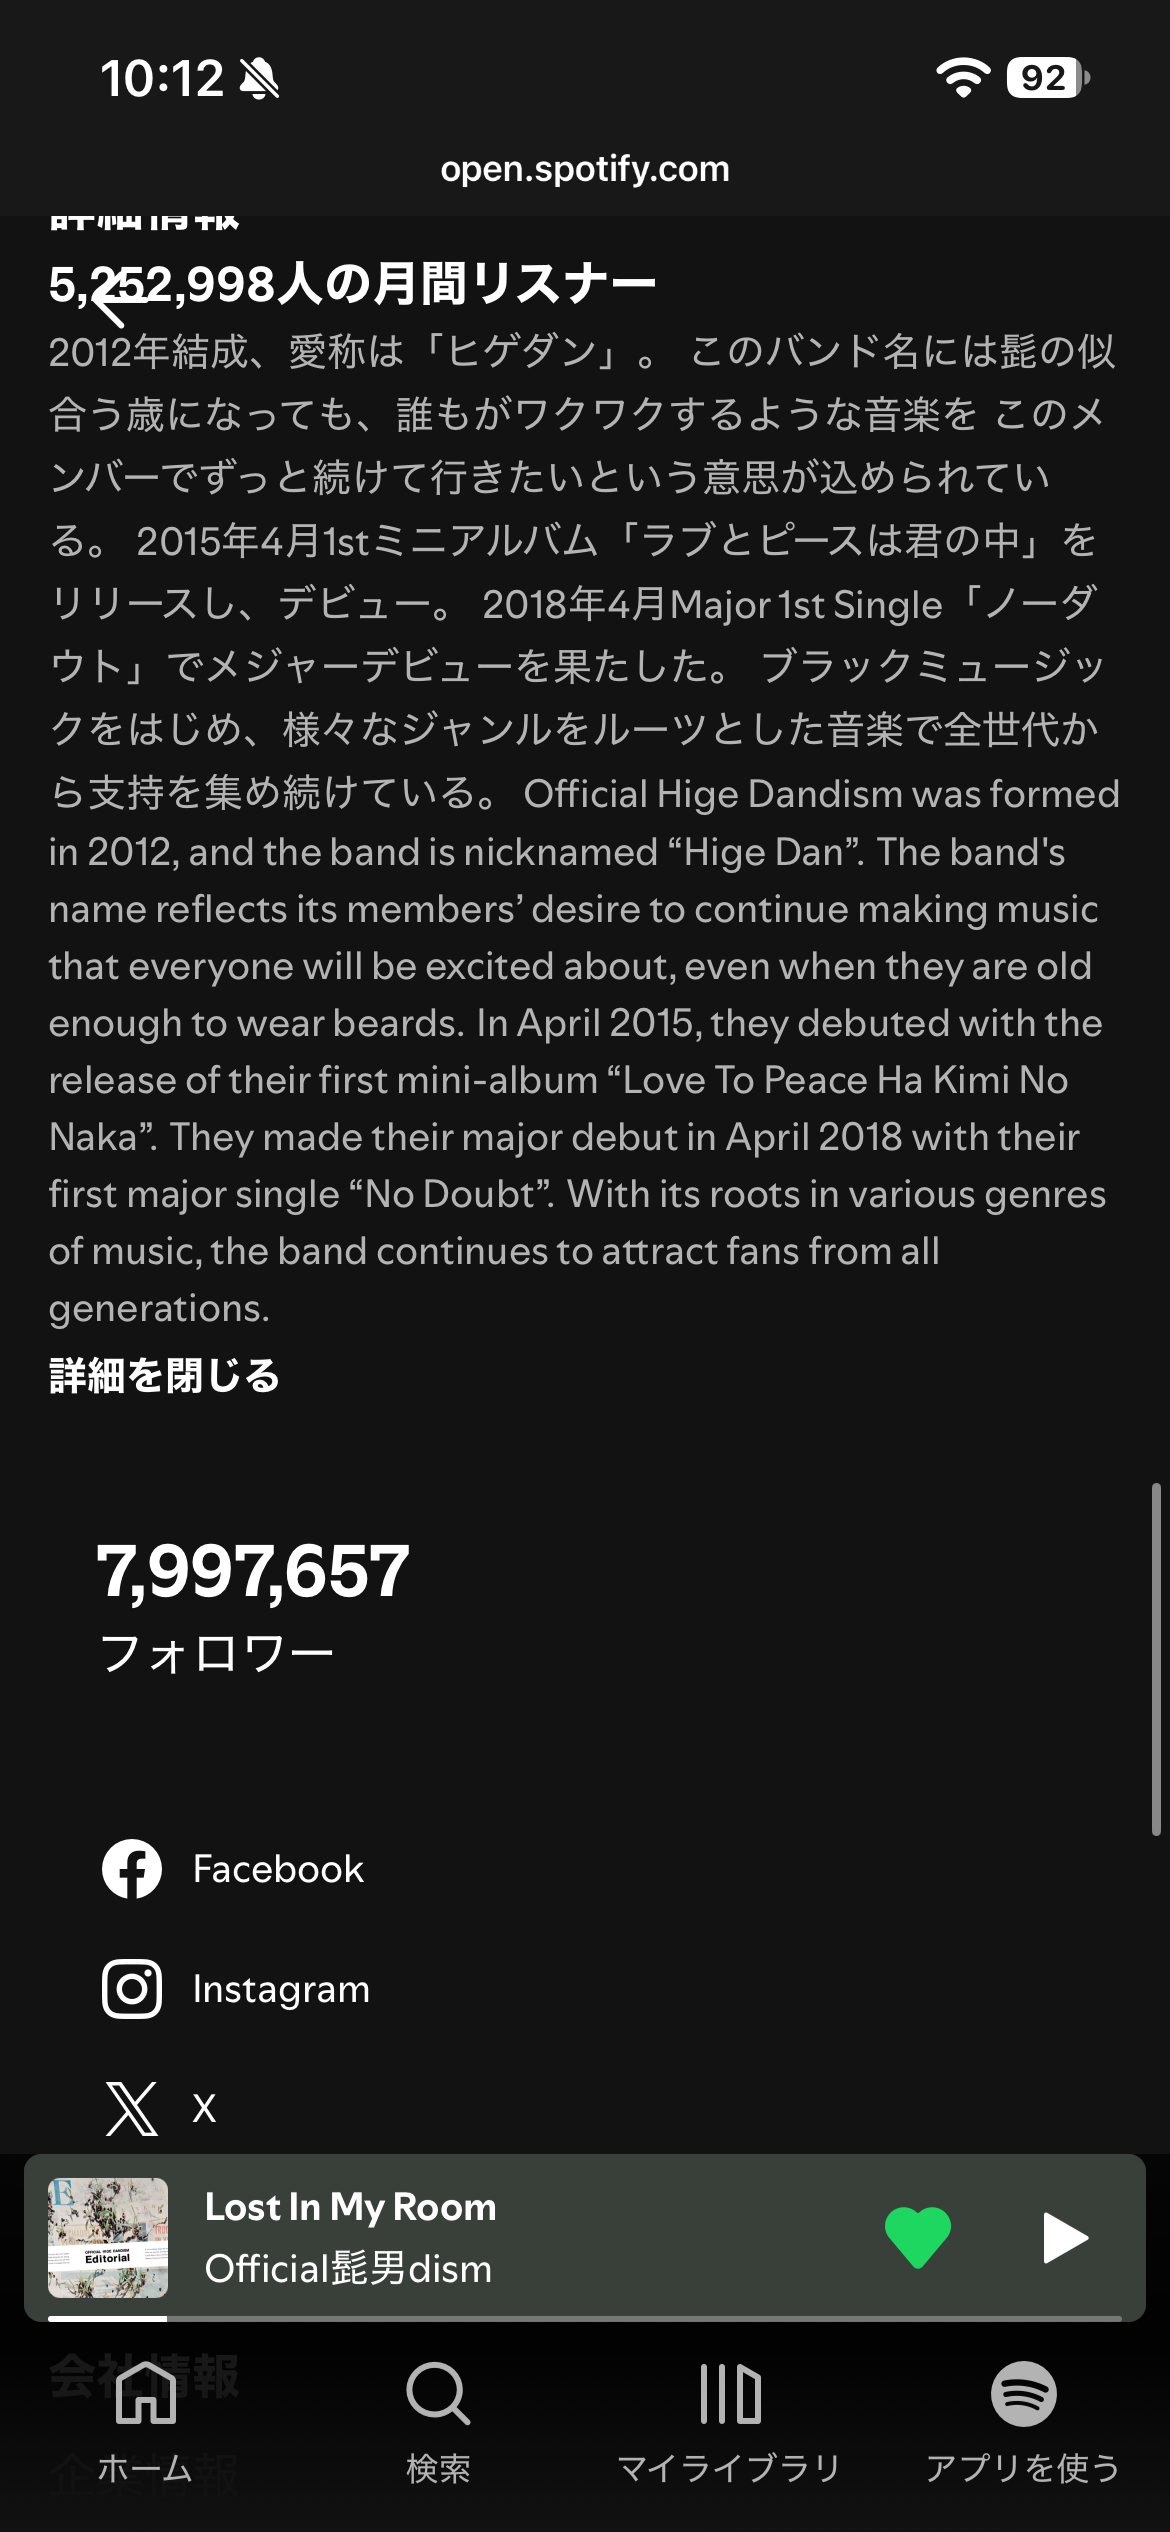 10:12
92
open.spotify.com
詳細情報
5,252,998人の月間リスナー
2012年結成、愛称は「ヒゲダン」。 このバンド名には髭の似
合う歳になっても、誰もがワクワクするような音楽を このメ
ンバーでずっと続けて行きたいという意思が込められてい
る。 2015年4月1stミニアルバム「ラブとピースは君の中」を
リリースし、デビュー。 2018年4月Major 1st Single「ノーダ
ウト」でメジャーデビューを果たした。 ブラックミュージッ
クをはじめ、様々なジャンルをルーツとした音楽で全世代か
ら支持を集め続けている。 Official Hige Dandism was formed
in 2012, and the band is nicknamed “Hige Dan”. The band's
name reflects its members’ desire to continue making music
that everyone will be excited about, even when they are old
enough to wear beards. In April 2015, they debuted with the
release of their first mini-album “Love To Peace Ha Kimi No
Naka”. They made their major debut in April 2018 with their
first major single “No Doubt”. With its roots in various genres
of music, the band continues to attract fans from all
generations.
詳細を閉じる
7,997,657
フォロワー
Facebook
Instagram
X
E
OFFICIAL HIGE DANDISM
Editorial
Lost In My Room
Official髭男dism
会社情報
企業情報
ホーム
検索
マイライブラリ
アプリを使う